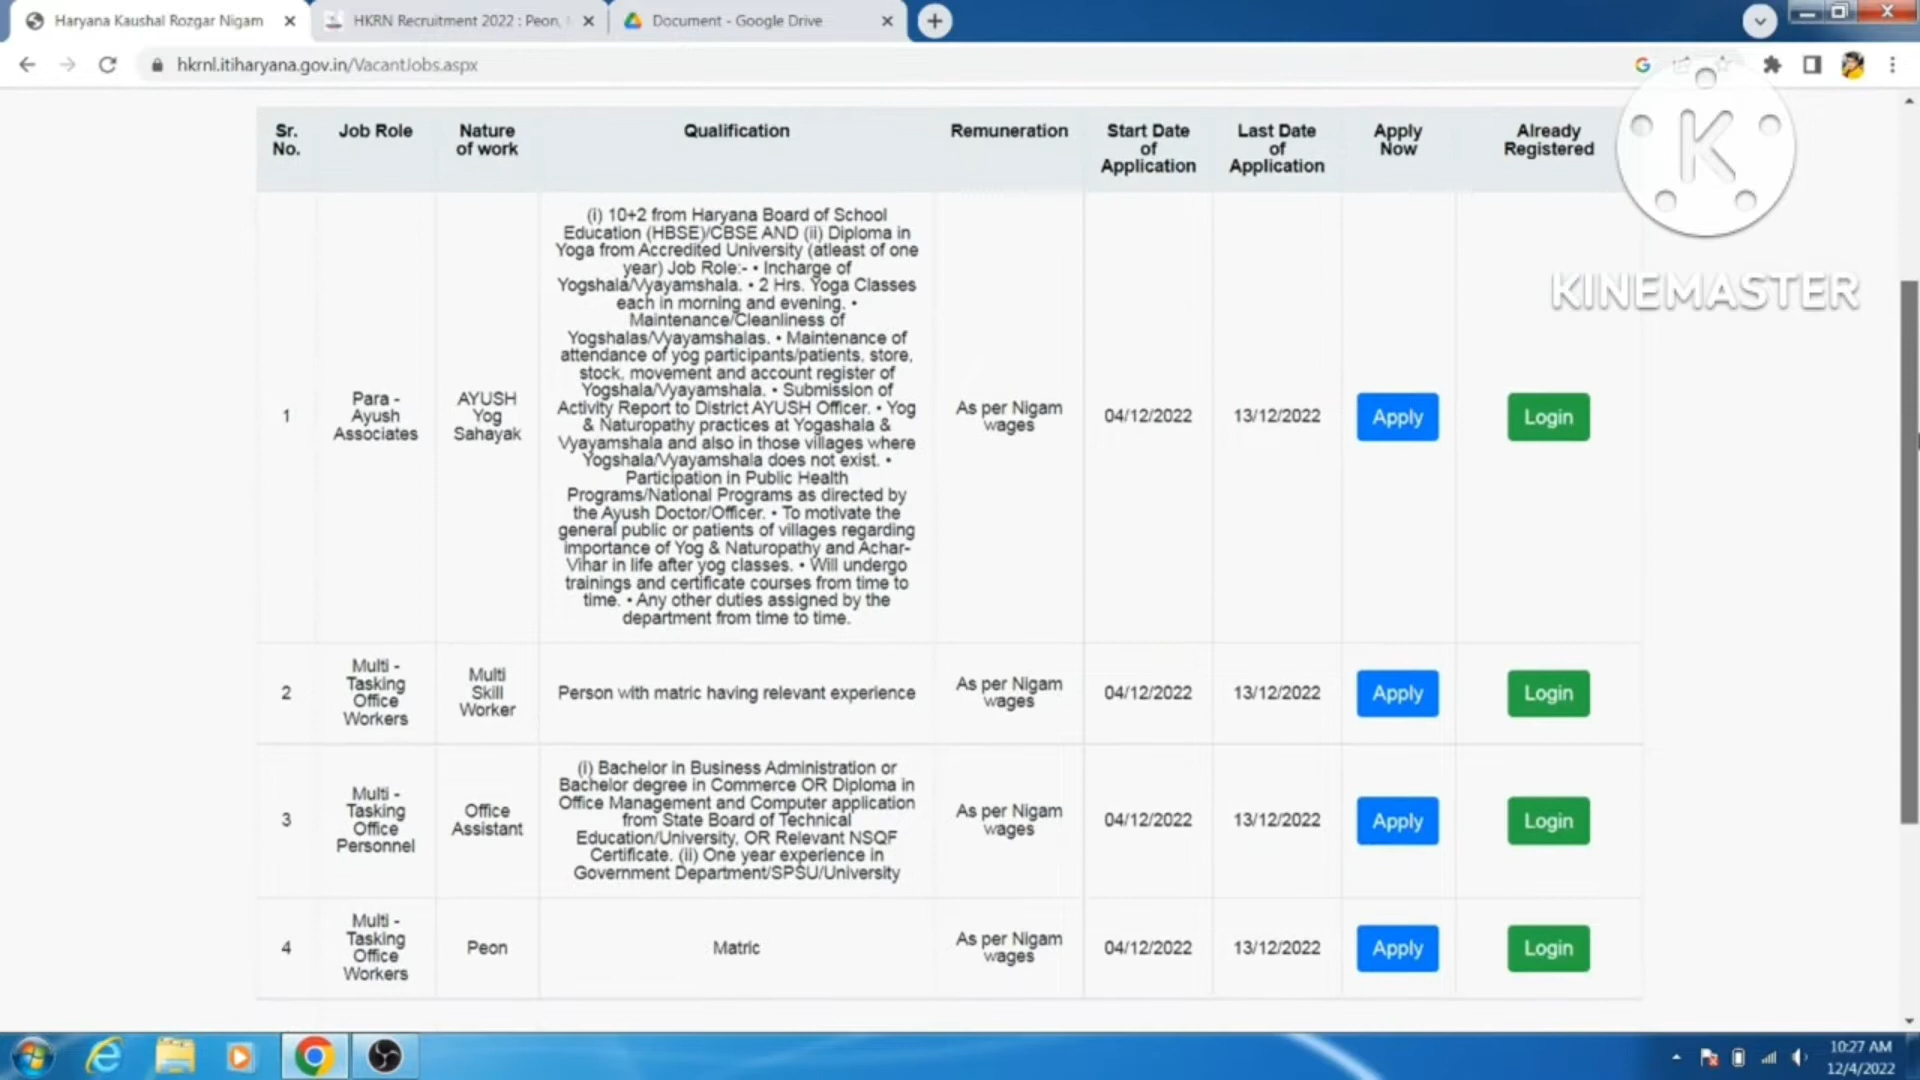 Haryana Kaushal Rozgar Nigam
HKRN Recruitment 2022 : Peon,
Document - Google Drive
hkrnl.itiharyana.gov.in/VacantJobs.aspx
K
KINEMASTER
Sr.
No.
Job Role
Nature
of work
Qualification
Remuneration
Start Date
of
Application
Last Date
of
Application
Apply
Now
Already
Registered
1
Para -
Ayush
Associates
AYUSH
Yog
Sahayak
(i) 10+2 from Haryana Board of School
Education (HBSE)/CBSE AND (ii) Diploma in
Yoga from Accredited University (atleast of one
year) Job Role:- • Incharge of
Yogshala/Vyayamshala. • 2 Hrs. Yoga Classes
each in morning and evening. •
Maintenance/Cleanliness of
Yogshalas/Vyayamshalas. • Maintenance of
attendance of yog participants/patients, store,
stock, movement and account register of
Yogshala/Vyayamshala. • Submission of
Activity Report to District AYUSH Officer. • Yog
& Naturopathy practices at Yogashala &
Vyayamshala and also in those villages where
Yogshala/Vyayamshala does not exist. •
Participation in Public Health
Programs/National Programs as directed by
the Ayush Doctor/Officer. • To motivate the
general public or patients of villages regarding
importance of Yog & Naturopathy and Achar-
Vihar in life after yog classes. • Will undergo
trainings and certificate courses from time to
time. • Any other duties assigned by the
department from time to time.
As per Nigam
wages
04/12/2022
13/12/2022
Apply
Login
2
Multi -
Tasking
Office
Workers
Multi
Skill
Worker
Person with matric having relevant experience
As per Nigam
wages
04/12/2022
13/12/2022
Apply
Login
3
Multi -
Tasking
Office
Personnel
Office
Assistant
(i) Bachelor in Business Administration or
Bachelor degree in Commerce OR Diploma in
Office Management and Computer application
from State Board of Technical
Education/University, OR Relevant NSQF
Certificate. (ii) One year experience in
Government Department/SPSU/University
As per Nigam
wages
04/12/2022
13/12/2022
Apply
Login
4
Multi -
Tasking
Office
Workers
Peon
Matric
As per Nigam
wages
04/12/2022
13/12/2022
Apply
Login
10:27 AM
12/4/2022